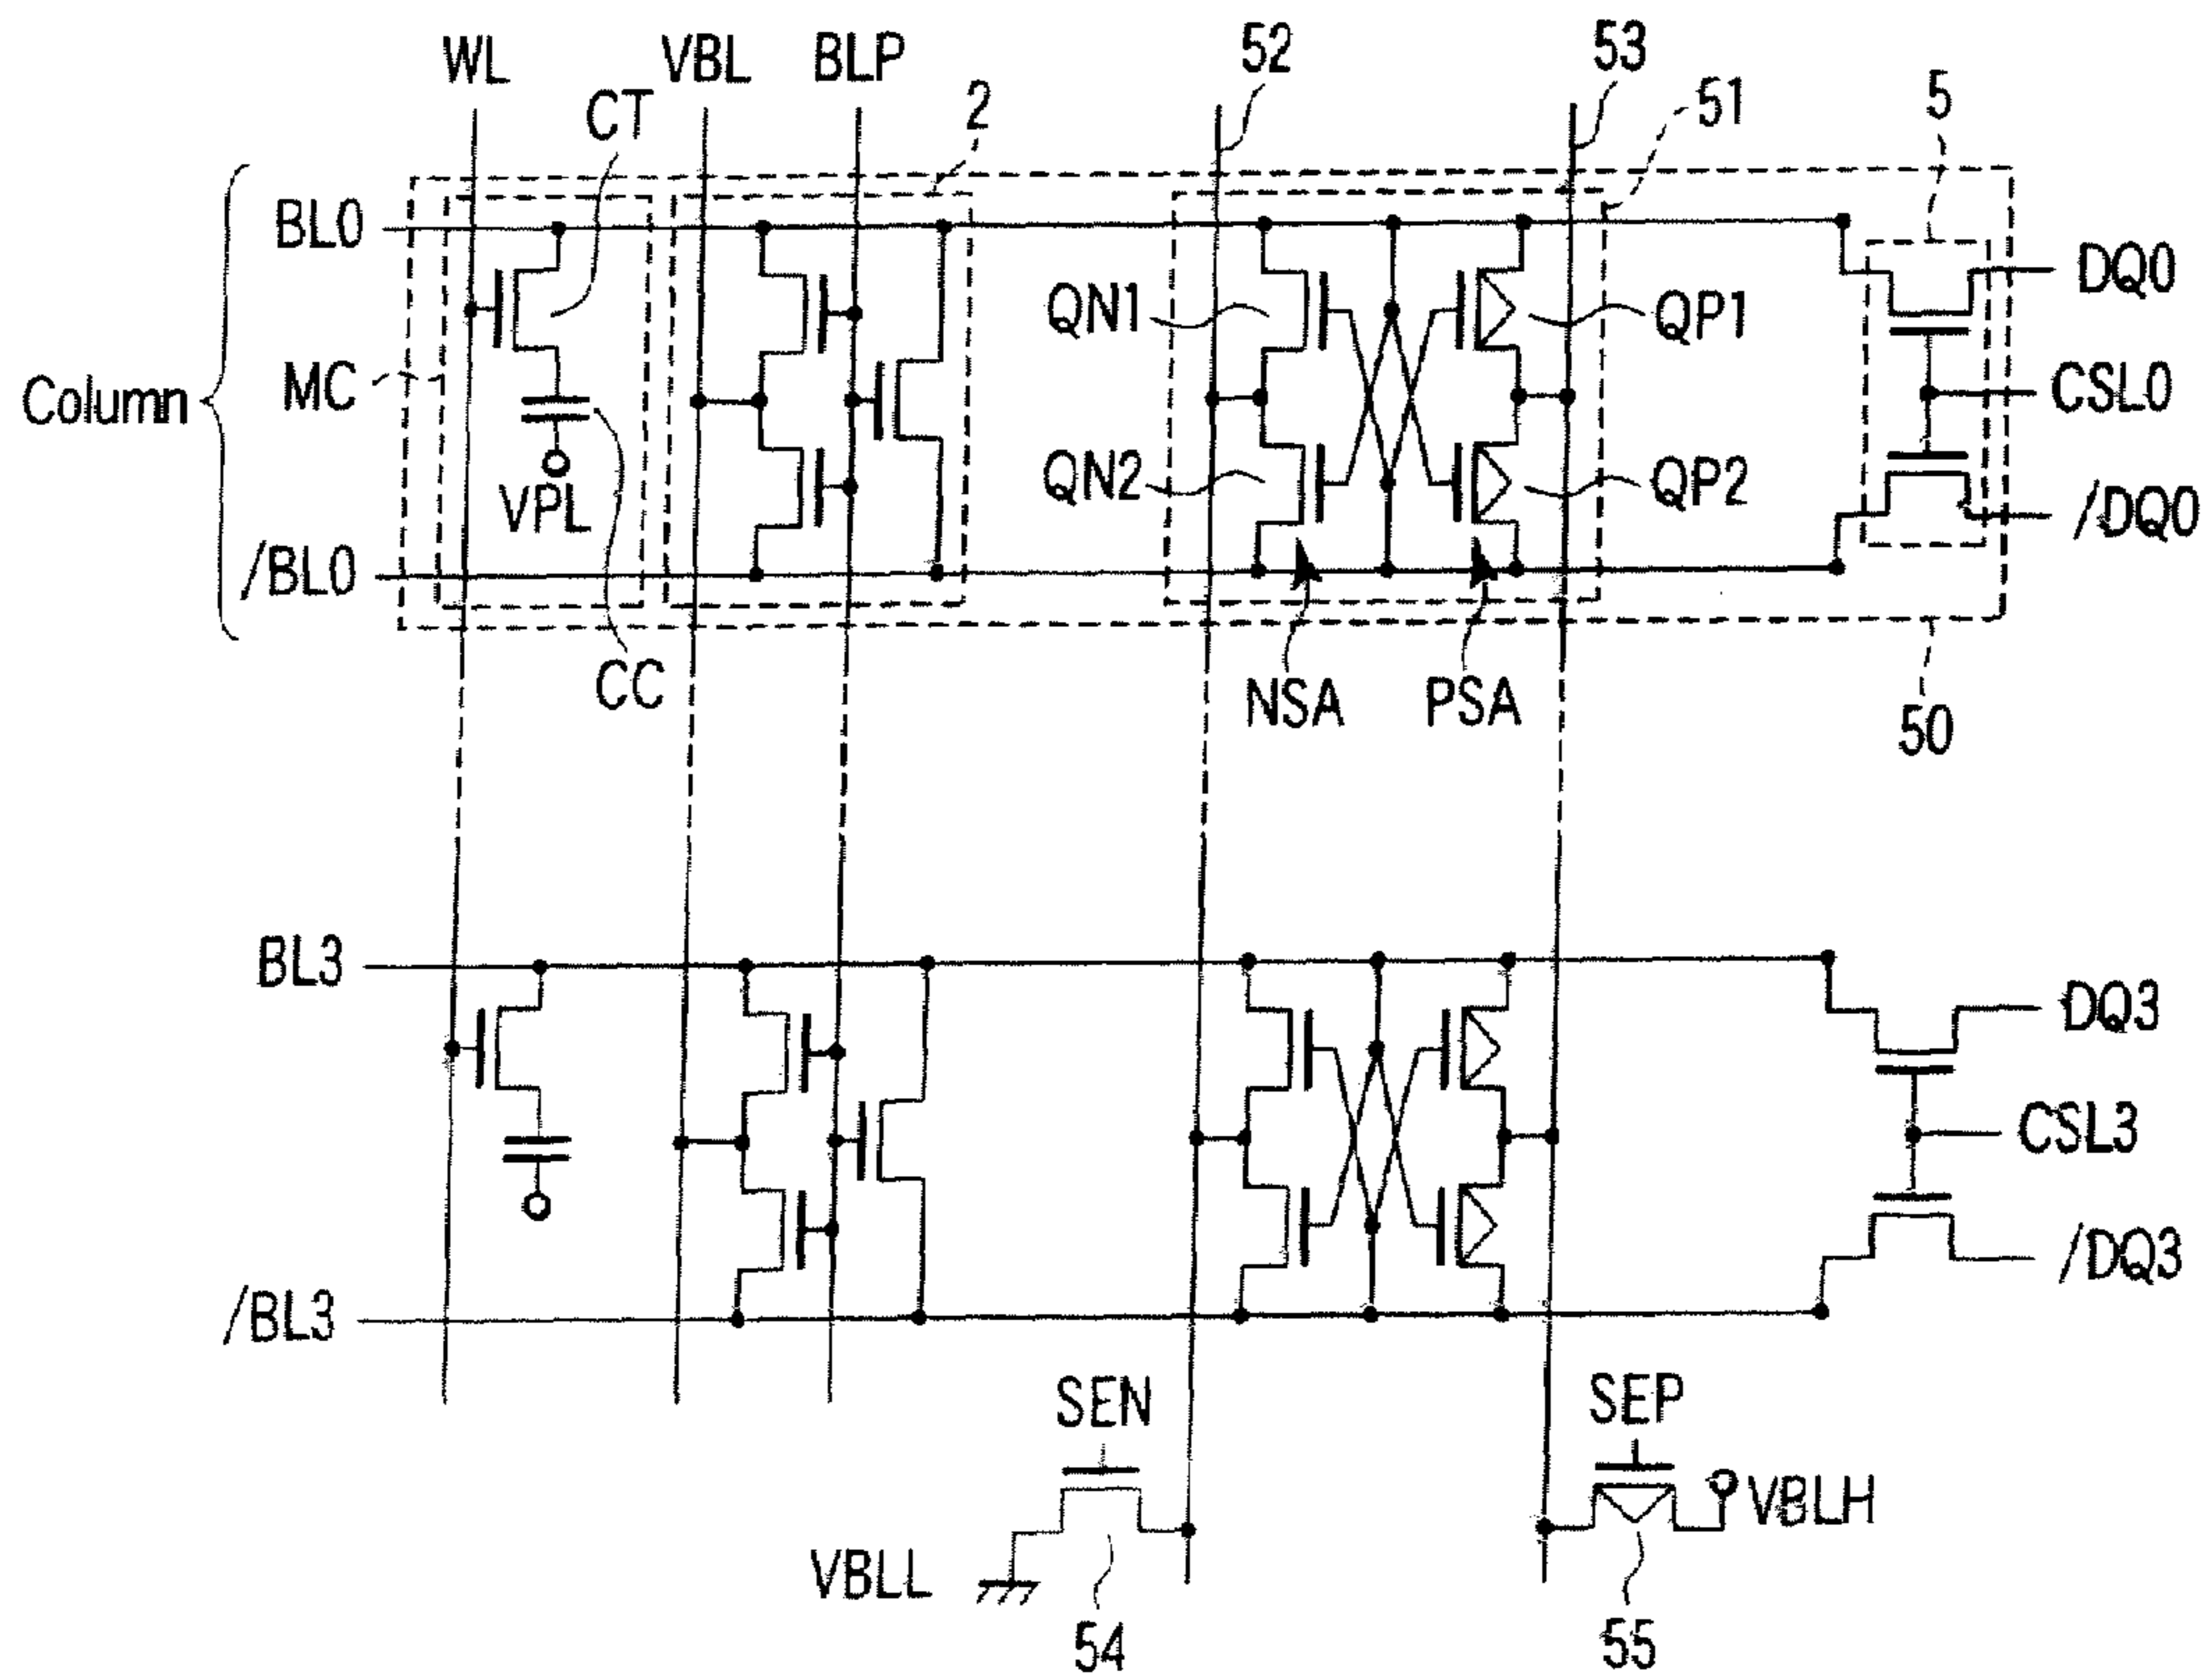 WL VBL BLP 52 53
CT 2 51 5
BL0
DQ0
QN1 QP1
Column MC CSL0
QN2 QP2
VPL /DQ0
/BL0
CC NSA PSA
50
BL3
DQ3
CSL3
/DQ3
/BL3
SEN SEP
VBLH
VBLL
54 55